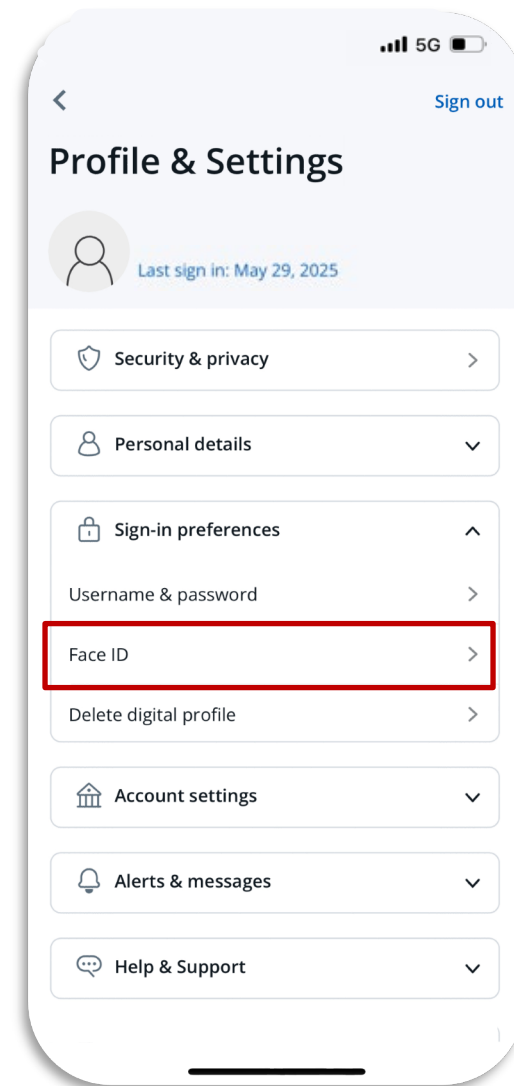 5G
Sign out
Profile & Settings
Last sign in: May 29, 2025
Security & privacy
Personal details
Sign-in preferences
Username & password
Face ID
Delete digital profile
Account settings
Alerts & messages
Help & Support